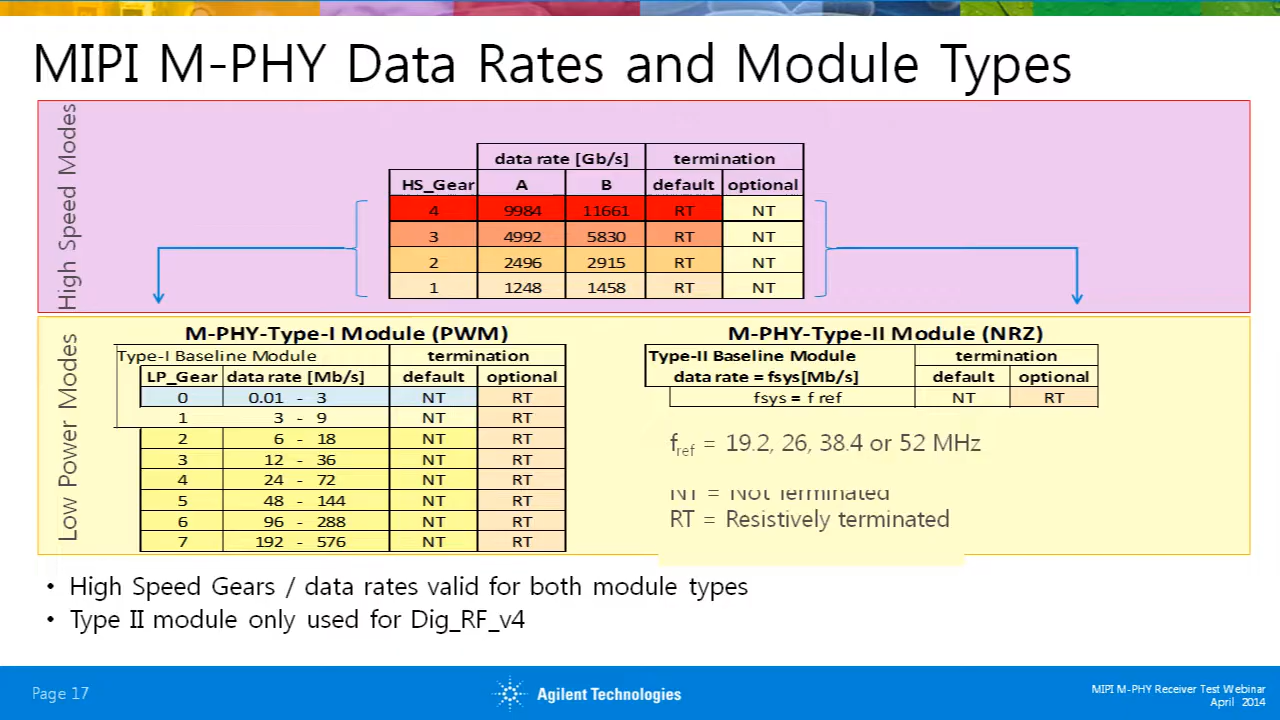 MIPI M-PHY Data Rates and Module Types
High Speed Modes
data rate [Gb/s] termination
HS_Gear A B default optional
4 9984 11661 RT NT
3 4992 5830 RT NT
2 2496 2915 RT NT
1 1248 1458 RT NT
Low Power Modes
M-PHY-Type-I Module (PWM)
Type-I Baseline Module termination
LP_Gear data rate [Mb/s] default optional
0 0.01 - 3 NT RT
1 3 - 9 NT RT
2 6 - 18 NT RT
3 12 - 36 NT RT
4 24 - 72 NT RT
5 48 - 144 NT RT
6 96 - 288 NT RT
7 192 - 576 NT RT
M-PHY-Type-II Module (NRZ)
Type-II Baseline Module termination
data rate = fsys[Mb/s] default optional
fsys = f ref NT RT
fref = 19.2, 26, 38.4 or 52 MHz
NT = Not Terminated
RT = Resistively terminated
• High Speed Gears / data rates valid for both module types
• Type II module only used for Dig_RF_v4
Page 17
Agilent Technologies
MIPI M-PHY Receiver Test Webinar
April 2014